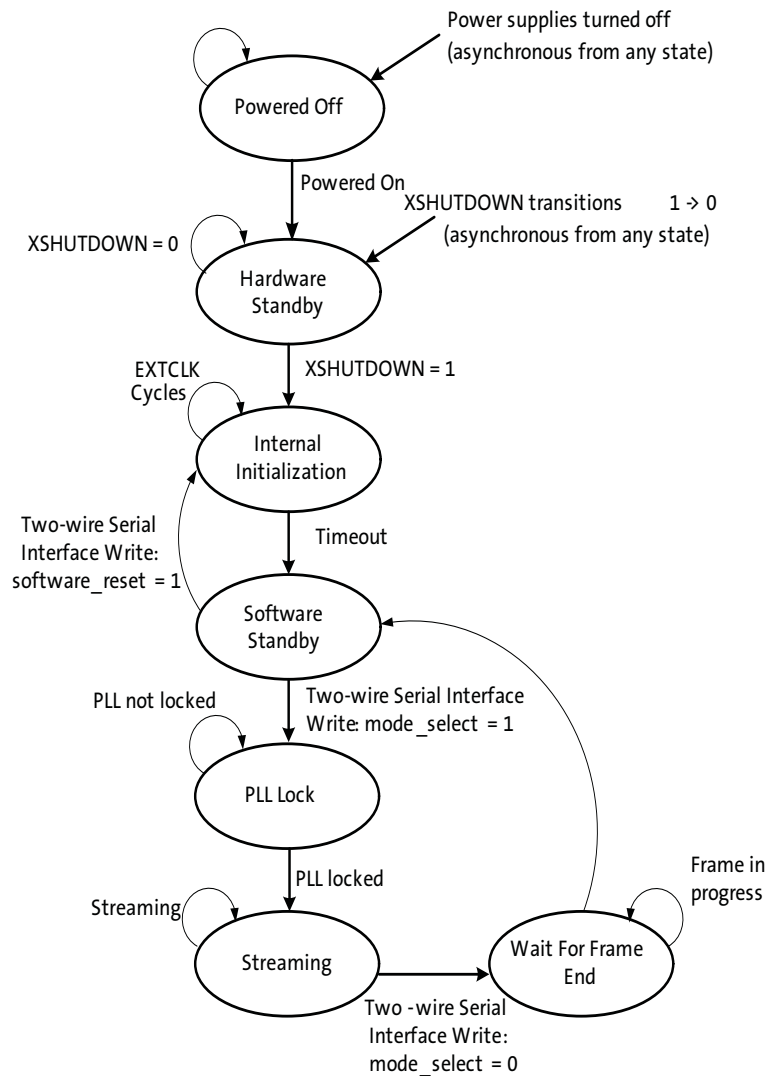 Power supplies turned off
(asynchronous from any state)
Powered Off
Powered On
XSHUTDOWN transitions 1 → 0
(asynchronous from any state)
XSHUTDOWN = 0
Hardware
Standby
EXTCLK
Cycles
XSHUTDOWN = 1
Internal
Initialization
Two-wire Serial
Interface Write:
software_reset = 1
Timeout
Software
Standby
PLL not locked
Two-wire Serial Interface
Write: mode_select = 1
PLL Lock
PLL locked
Frame in
progress
Streaming
Streaming
Wait For Frame
End
Two -wire Serial
Interface Write:
mode_select = 0